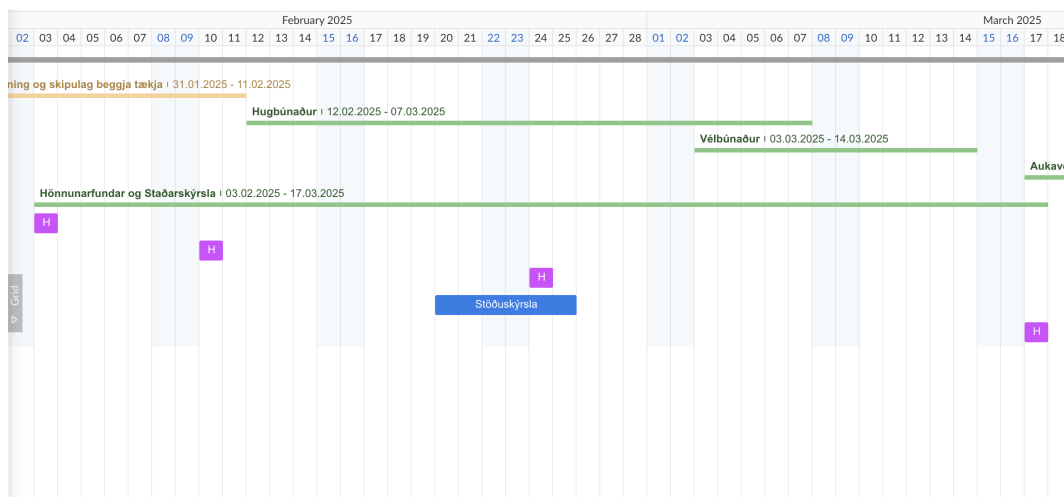 February 2025 March 2025
02 03 04 05 06 07 08 09 10 11 12 13 14 15 16 17 18 19 20 21 22 23 24 25 26 27 28 01 02 03 04 05 06 07 08 09 10 11 12 13 14 15 16 17 18
ning og skipulag beggja tækja | 31.01.2025 - 11.02.2025
Hugbúnaður | 12.02.2025 - 07.03.2025
Vélbúnaður | 03.03.2025 - 14.03.2025
Aukav
Hönnunarfundar og Staðarskýrsla | 03.02.2025 - 17.03.2025
H
H
H
Grid
Stöðuskýrsla
H